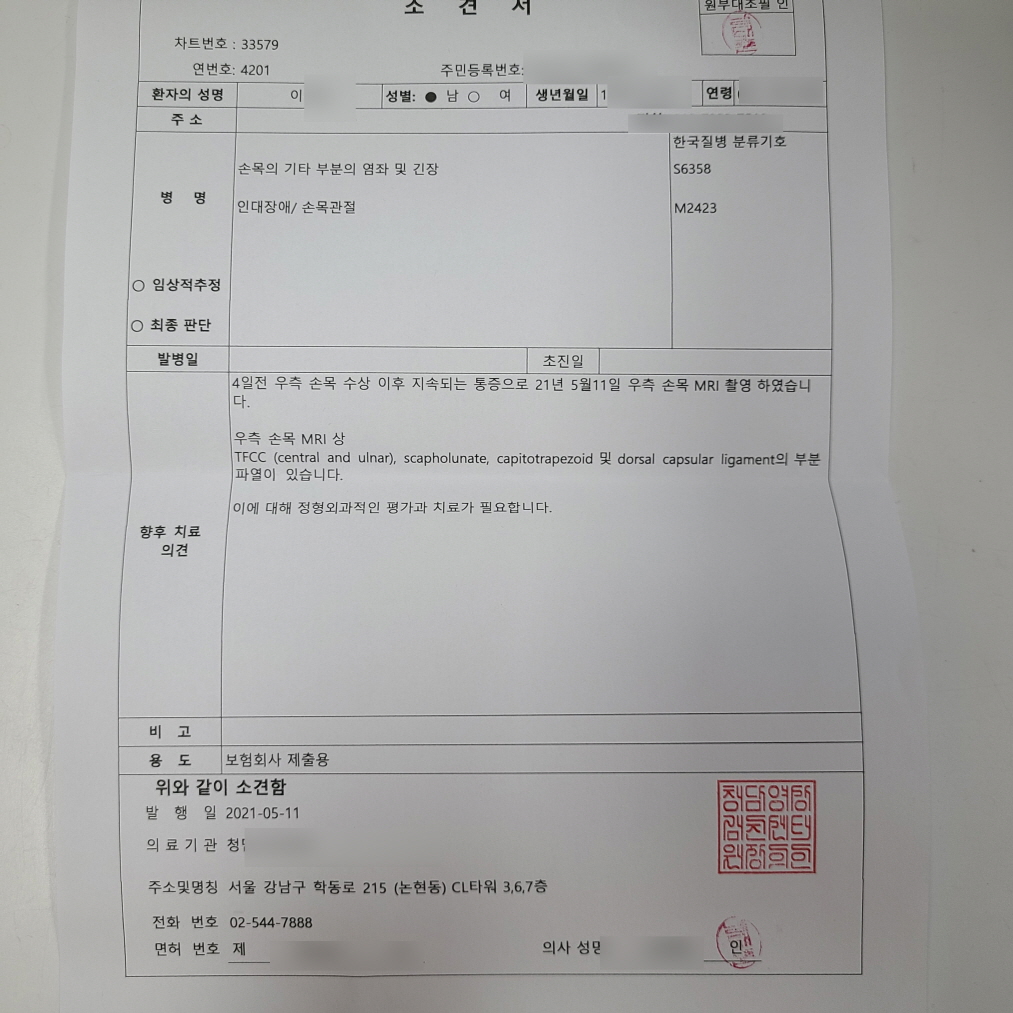 소 견 서
원부대조필 인
차트번호 : 33579
연번호: 4201
주민등록번호:
환자의 성명 이 성별: ● 남 ○ 여 생년월일 1 연령
주 소
한국질병 분류기호
손목의 기타 부분의 염좌 및 긴장 S6358
병 명
인대장애/ 손목관절 M2423
○ 임상적추정
○ 최종 판단
발병일 초진일
4일전 우측 손목 수상 이후 지속되는 통증으로 21년 5월11일 우측 손목 MRI 촬영 하였습니
다.
우측 손목 MRI 상
TFCC (central and ulnar), scapholunate, capitotrapezoid 및 dorsal capsular ligament의 부분
파열이 있습니다.
이에 대해 정형외과적인 평가과 치료가 필요합니다.
향후 치료
의견
비 고
용 도 보험회사 제출용
위와 같이 소견함
발 행 일 2021-05-11
의 료 기 관 청
주소및명칭 서울 강남구 학동로 215 (논현동) CL타워 3,6,7층
전화 번호 02-544-7888
면허 번호 제 의사 성명 인